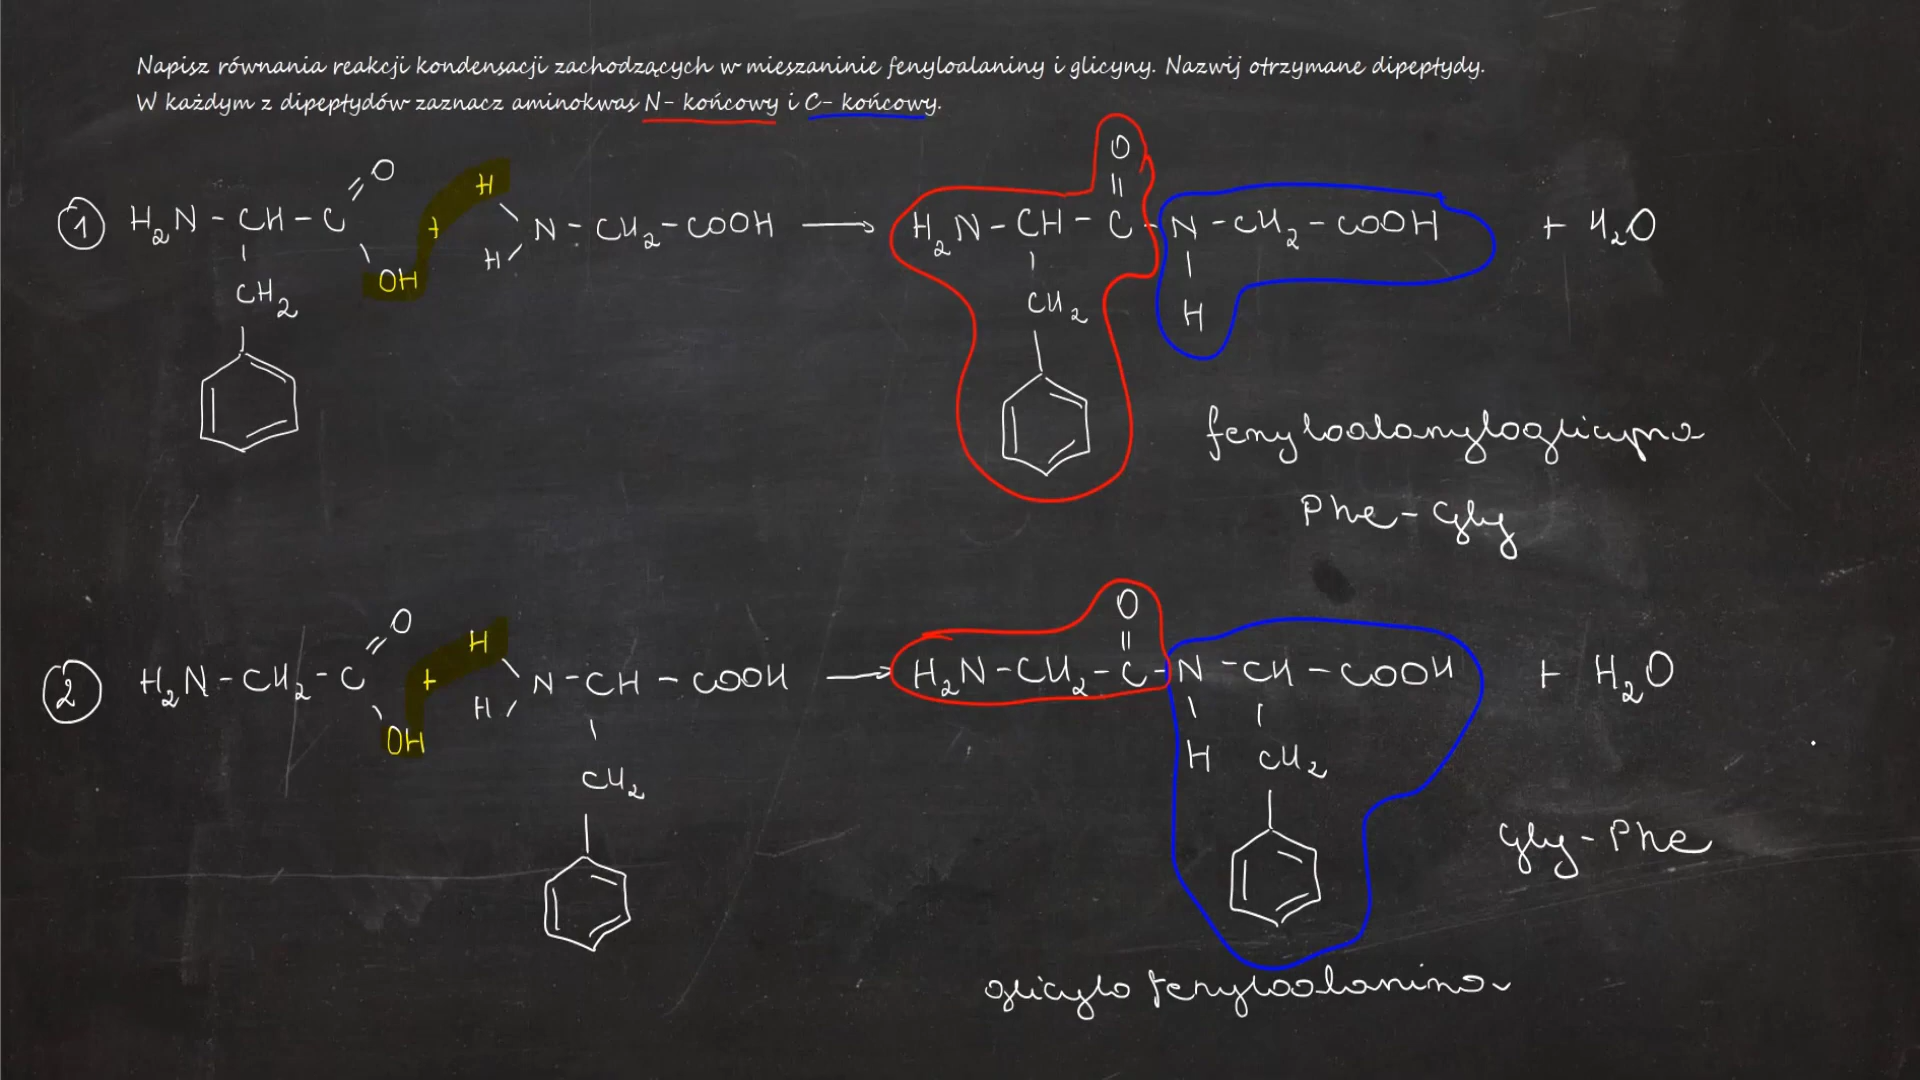 Napisz równania reakcji kondensacji zachodzących w mieszaninie fenyloalaniny i glicyny. Nazwij otrzymane dipeptydy.
W każdym z dipeptydów zaznacz aminokwas N- końcowy i C- końcowy.
O
O
H
||
1 H₂N - CH - C + N - CH₂ - COOH → H₂N - CH - C - N - CH₂ - COOH + H₂O
H
OH
CH₂
CH₂
H
fenyloalanyloglicyna
Phe - Gly
O
O
H
||
2 H₂N - CH₂ - C + N - CH - COOH → H₂N - CH₂ - C - N - CH - COOH + H₂O
H
OH
H
CH₂
CH₂
Gly - Phe
glicylofenyloalanina